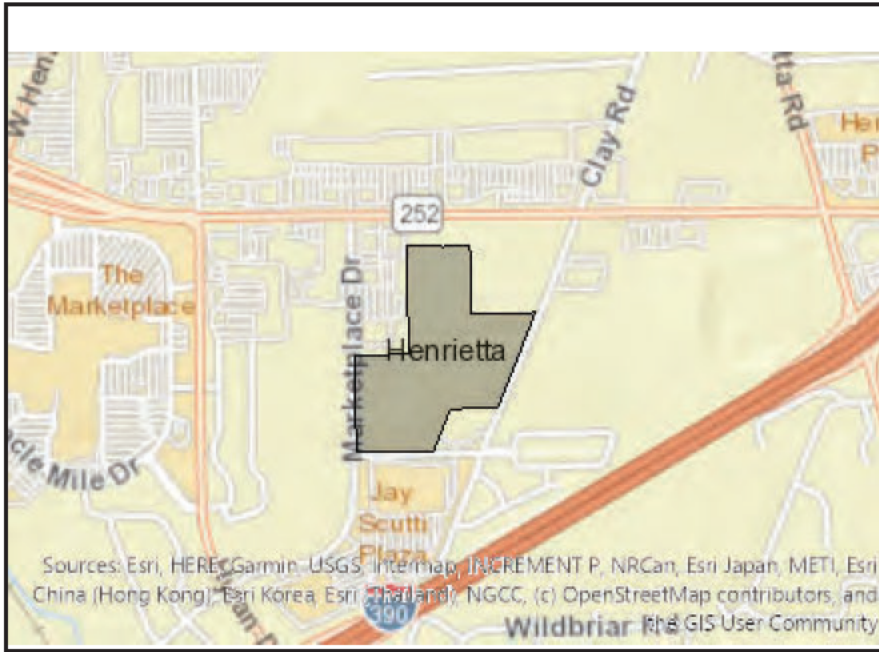 W Hen
Clay Rd
tta Rd
Hen
P
252
The
Marketplace
Marketplace Dr
Henrietta
acle Mile Dr
Jay
Scutti
Plaza
Sources: Esri, HERE, Garmin, USGS, Intermap, INCREMENT P, NRCan, Esri Japan, METI, Esri
China (Hong Kong), Esri Korea, Esri (Thailand), NGCC, (c) OpenStreetMap contributors, and
the GIS User Community
390
Wildbriar Rd